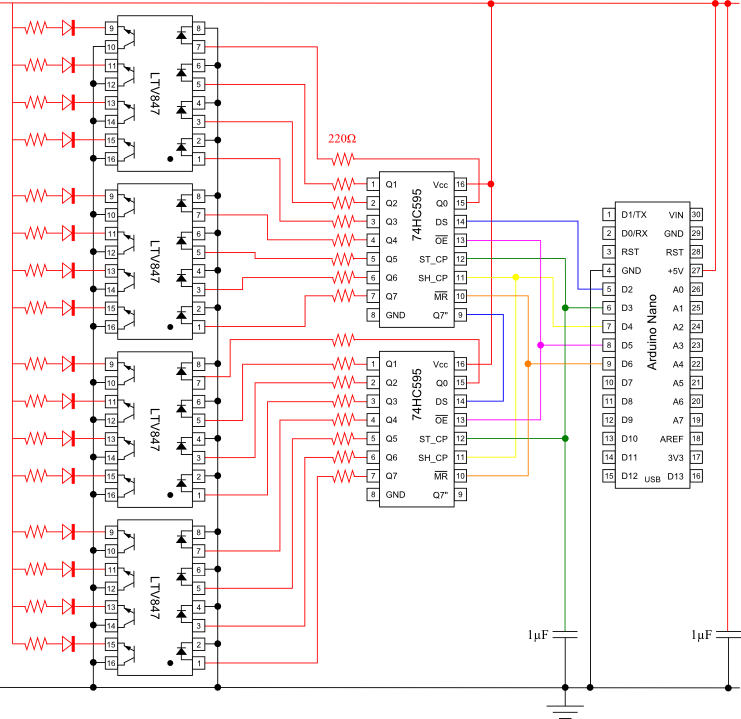 220Ω
LTV847
9
10
11
12
13
14
15
16
8
7
6
5
4
3
2
1
LTV847
9
10
11
12
13
14
15
16
8
7
6
5
4
3
2
1
LTV847
9
10
11
12
13
14
15
16
8
7
6
5
4
3
2
1
LTV847
9
10
11
12
13
14
15
16
8
7
6
5
4
3
2
1
74HC595
1 Q1 Vcc 16
2 Q2 Q0 15
3 Q3 DS 14
4 Q4 OE 13
5 Q5 ST_CP 12
6 Q6 SH_CP 11
7 Q7 MR 10
8 GND Q7" 9
74HC595
1 Q1 Vcc 16
2 Q2 Q0 15
3 Q3 DS 14
4 Q4 OE 13
5 Q5 ST_CP 12
6 Q6 SH_CP 11
7 Q7 MR 10
8 GND Q7" 9
Arduino Nano
1 D1/TX VIN 30
2 D0/RX GND 29
3 RST RST 28
4 GND +5V 27
5 D2 A0 26
6 D3 A1 25
7 D4 A2 24
8 D5 A3 23
9 D6 A4 22
10 D7 A5 21
11 D8 A6 20
12 D9 A7 19
13 D10 AREF 18
14 D11 3V3 17
15 D12 USB D13 16
1µF
1µF